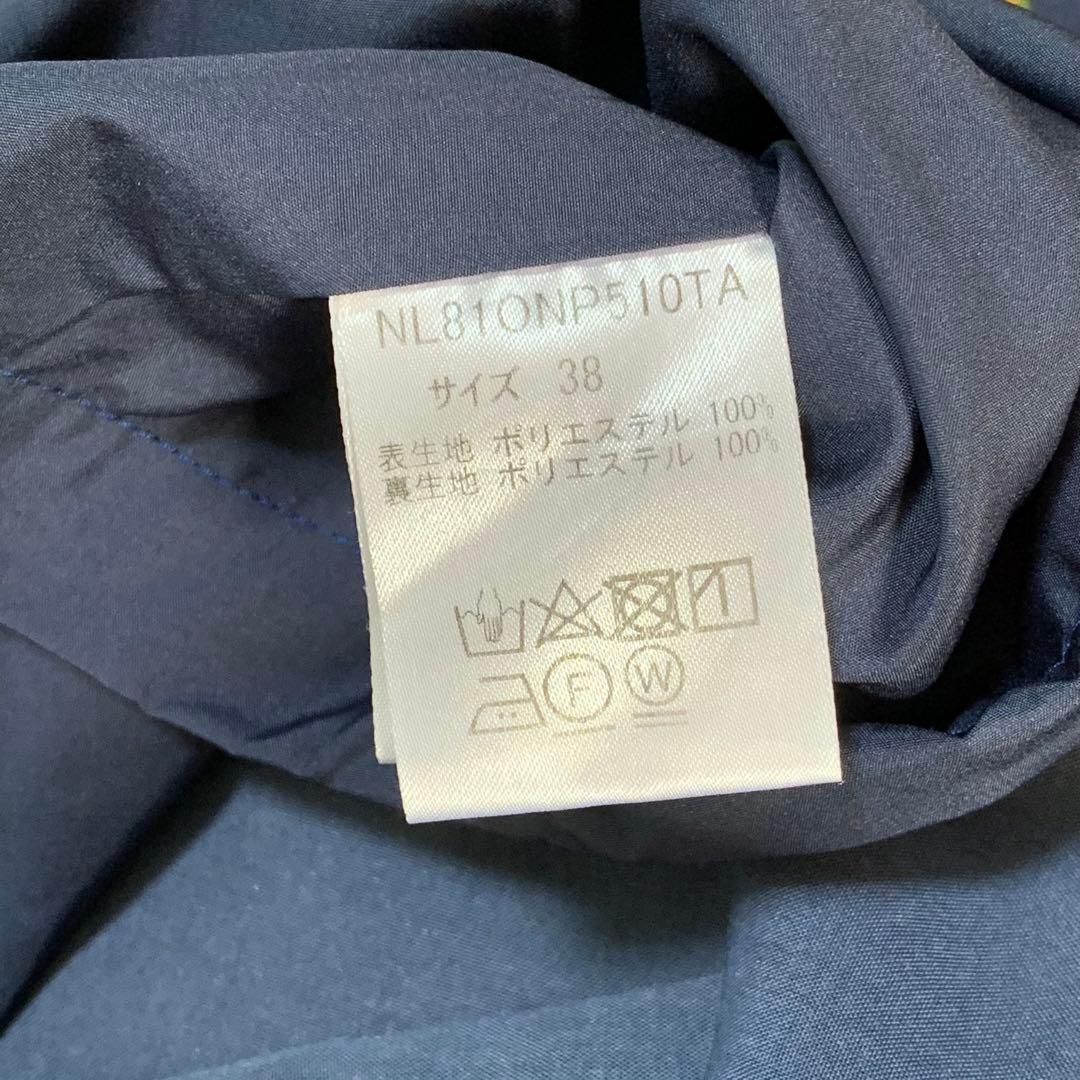 NL81ONP510TA
サイズ 38
表生地 ポリエステル 100%
裏生地 ポリエステル 100%
F W